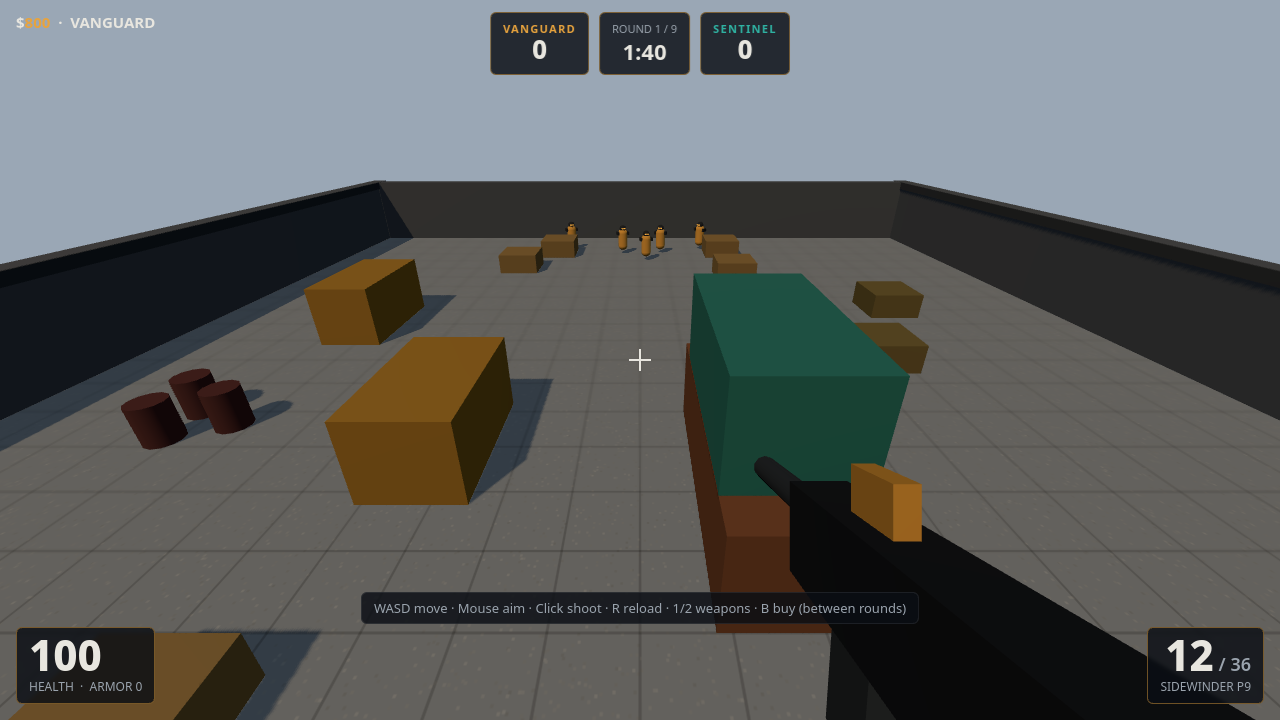 $800 · VANGUARD
VANGUARD
0
ROUND 1 / 9
1:40
SENTINEL
0
WASD move · Mouse aim · Click shoot · R reload · 1/2 weapons · B buy (between rounds)
100
HEALTH · ARMOR 0
12 / 36
SIDEWINDER P9